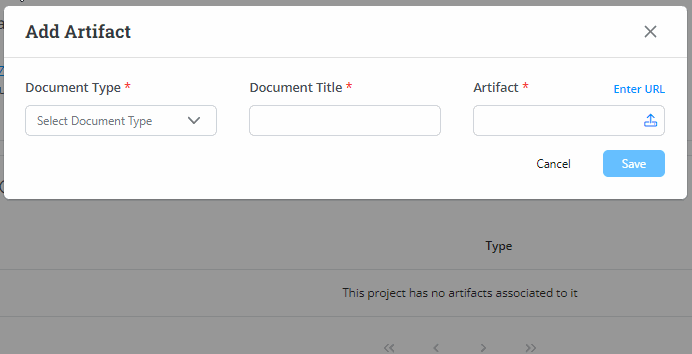 Add Artifact
Document Type *
Document Title *
Artifact *
Enter URL
Select Document Type
Cancel
Save
Type
This project has no artifacts associated to it